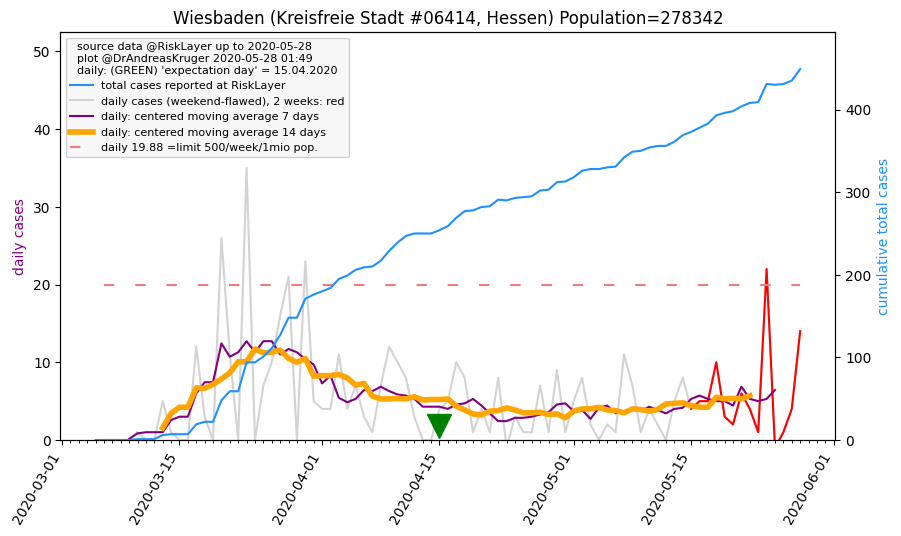 Wiesbaden (Kreisfreie Stadt #06414, Hessen) Population=278342
source data @RiskLayer up to 2020-05-28
plot @DrAndreasKruger 2020-05-28 01:49
daily: (GREEN) 'expectation day' = 15.04.2020
total cases reported at RiskLayer
daily cases (weekend-flawed), 2 weeks: red
daily: centered moving average 7 days
daily: centered moving average 14 days
daily 19.88 =limit 500/week/1mio pop.
daily cases
50
40
30
20
10
0
cumulative total cases
400
300
200
100
0
2020-03-01
2020-03-15
2020-04-01
2020-04-15
2020-05-01
2020-05-15
2020-06-01